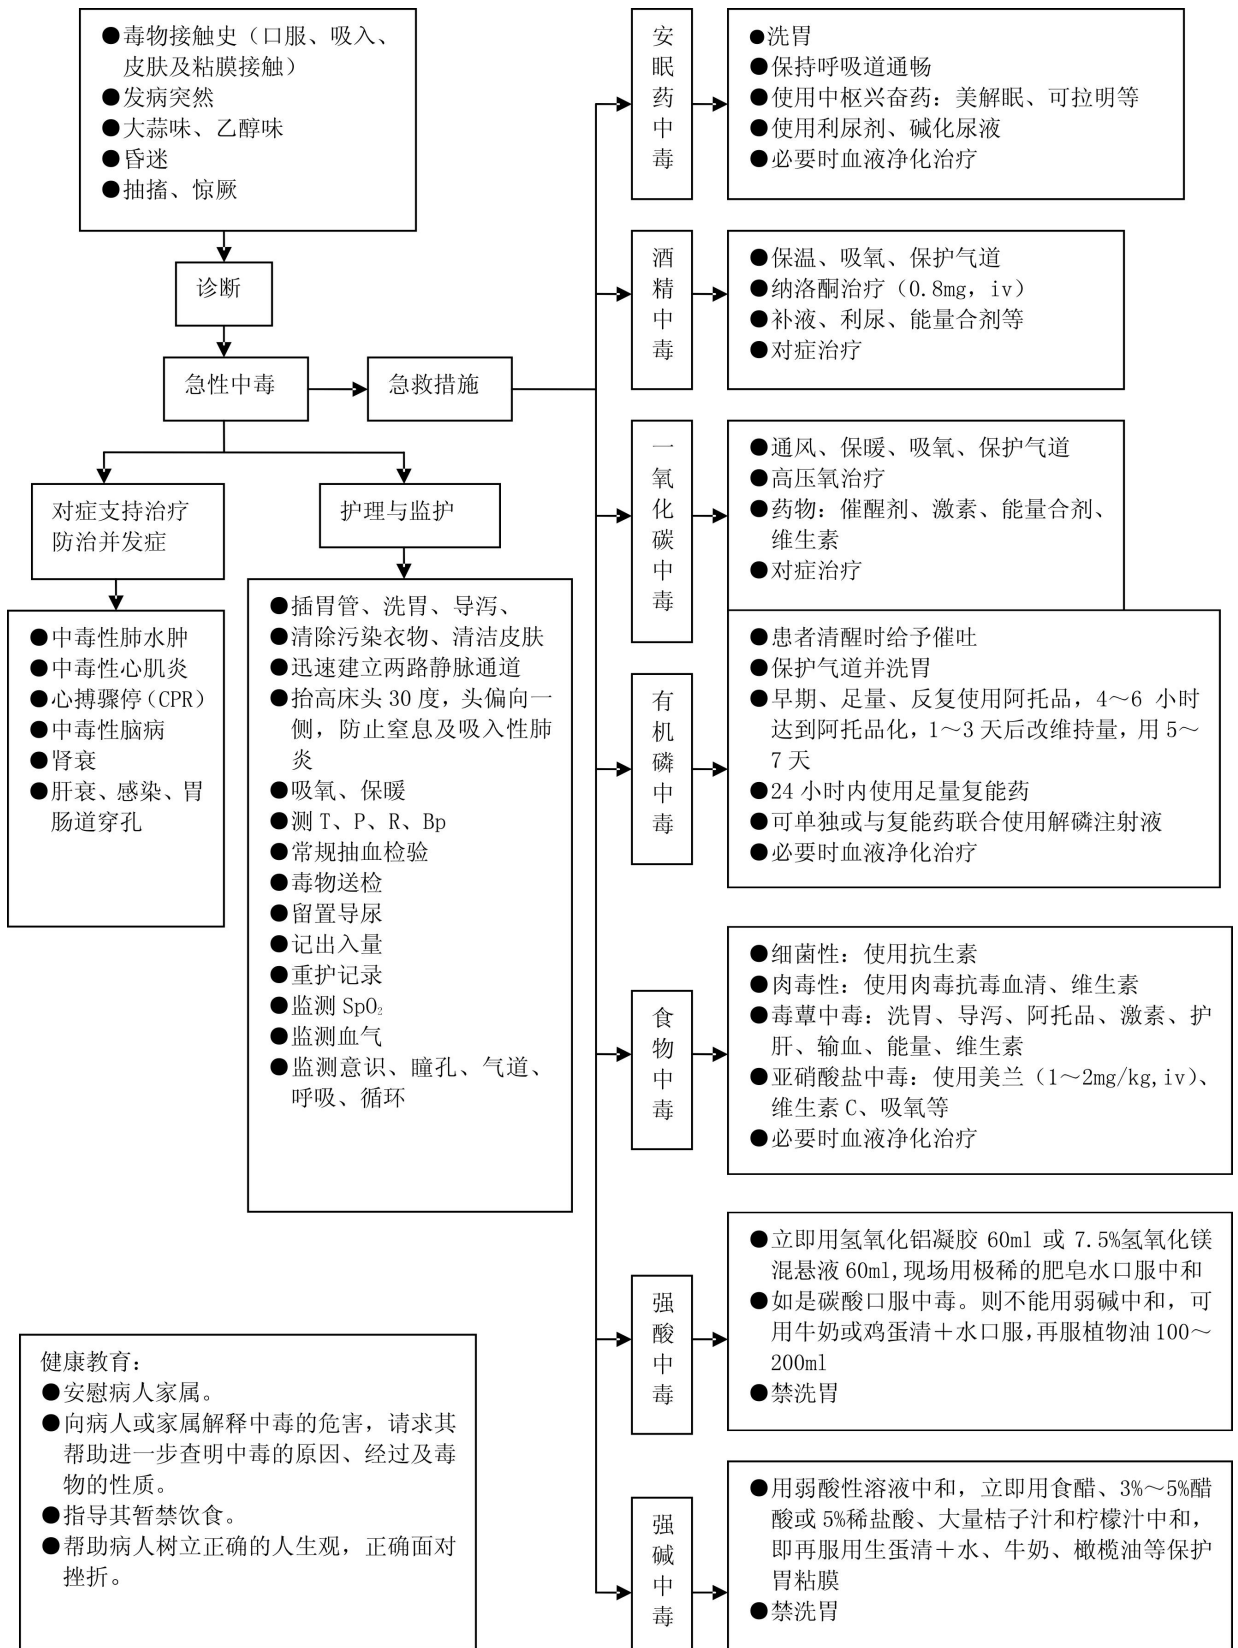 ●毒物接触史（口服、吸入、
皮肤及粘膜接触）
●发病突然
●大蒜味、乙醇味
●昏迷
●抽搐、惊厥
诊断
急性中毒
急救措施
对症支持治疗
防治并发症
护理与监护
●中毒性肺水肿
●中毒性心肌炎
●心搏骤停(CPR)
●中毒性脑病
●肾衰
●肝衰、感染、胃
肠道穿孔
●插胃管、洗胃、导泻、
●清除污染衣物、清洁皮肤
●迅速建立两路静脉通道
●抬高床头30度，头偏向一
侧，防止窒息及吸入性肺
炎
●吸氧、保暖
●测 T、P、R、Bp
●常规抽血检验
●毒物送检
●留置导尿
●记出入量
●重护记录
●监测 SpO₂
●监测血气
●监测意识、瞳孔、气道、
呼吸、循环
健康教育：
●安慰病人家属。
●向病人或家属解释中毒的危害，请求其
帮助进一步查明中毒的原因、经过及毒
物的性质。
●指导其暂禁饮食。
●帮助病人树立正确的人生观，正确面对
挫折。
安
眠
药
中
毒
●洗胃
●保持呼吸道通畅
●使用中枢兴奋药：美解眠、可拉明等
●使用利尿剂、碱化尿液
●必要时血液净化治疗
酒
精
中
毒
●保温、吸氧、保护气道
●纳洛酮治疗（0.8mg, iv）
●补液、利尿、能量合剂等
●对症治疗
一
氧
化
碳
中
毒
●通风、保暖、吸氧、保护气道
●高压氧治疗
●药物：催醒剂、激素、能量合剂、
维生素
●对症治疗
有
机
磷
中
毒
●患者清醒时给予催吐
●保护气道并洗胃
●早期、足量、反复使用阿托品，4～6 小时
达到阿托品化，1～3天后改维持量，用5～
7天
●24小时内使用足量复能药
●可单独或与复能药联合使用解磷注射液
●必要时血液净化治疗
食
物
中
毒
●细菌性：使用抗生素
●肉毒性：使用肉毒抗毒血清、维生素
●毒蕈中毒：洗胃、导泻、阿托品、激素、护
肝、输血、能量、维生素
●亚硝酸盐中毒：使用美兰（1～2mg/kg,iv）、
维生素C、吸氧等
●必要时血液净化治疗
强
酸
中
毒
●立即用氢氧化铝凝胶 60ml 或 7.5%氢氧化镁
混悬液60ml,现场用极稀的肥皂水口服中和
●如是碳酸口服中毒。则不能用弱碱中和，可
用牛奶或鸡蛋清＋水口服,再服植物油100～
200ml
●禁洗胃
强
碱
中
毒
●用弱酸性溶液中和，立即用食醋、3%～5%醋
酸或5%稀盐酸、大量桔子汁和柠檬汁中和，
即再服用生蛋清＋水、牛奶、橄榄油等保护
胃粘膜
●禁洗胃